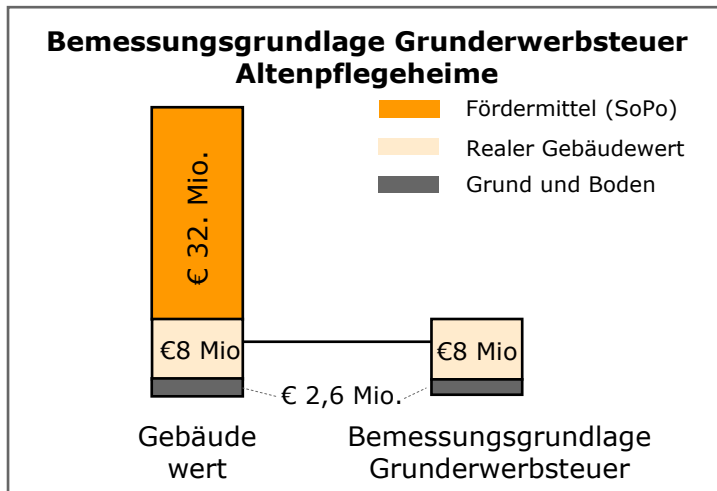 Bemessungsgrundlage Grunderwerbsteuer
Altenpflegeheime
Fördermittel (SoPo)
Realer Gebäudewert
Grund und Boden
€ 32. Mio.
€8 Mio
€8 Mio
€ 2,6 Mio.
Gebäude
wert
Bemessungsgrundlage
Grunderwerbsteuer